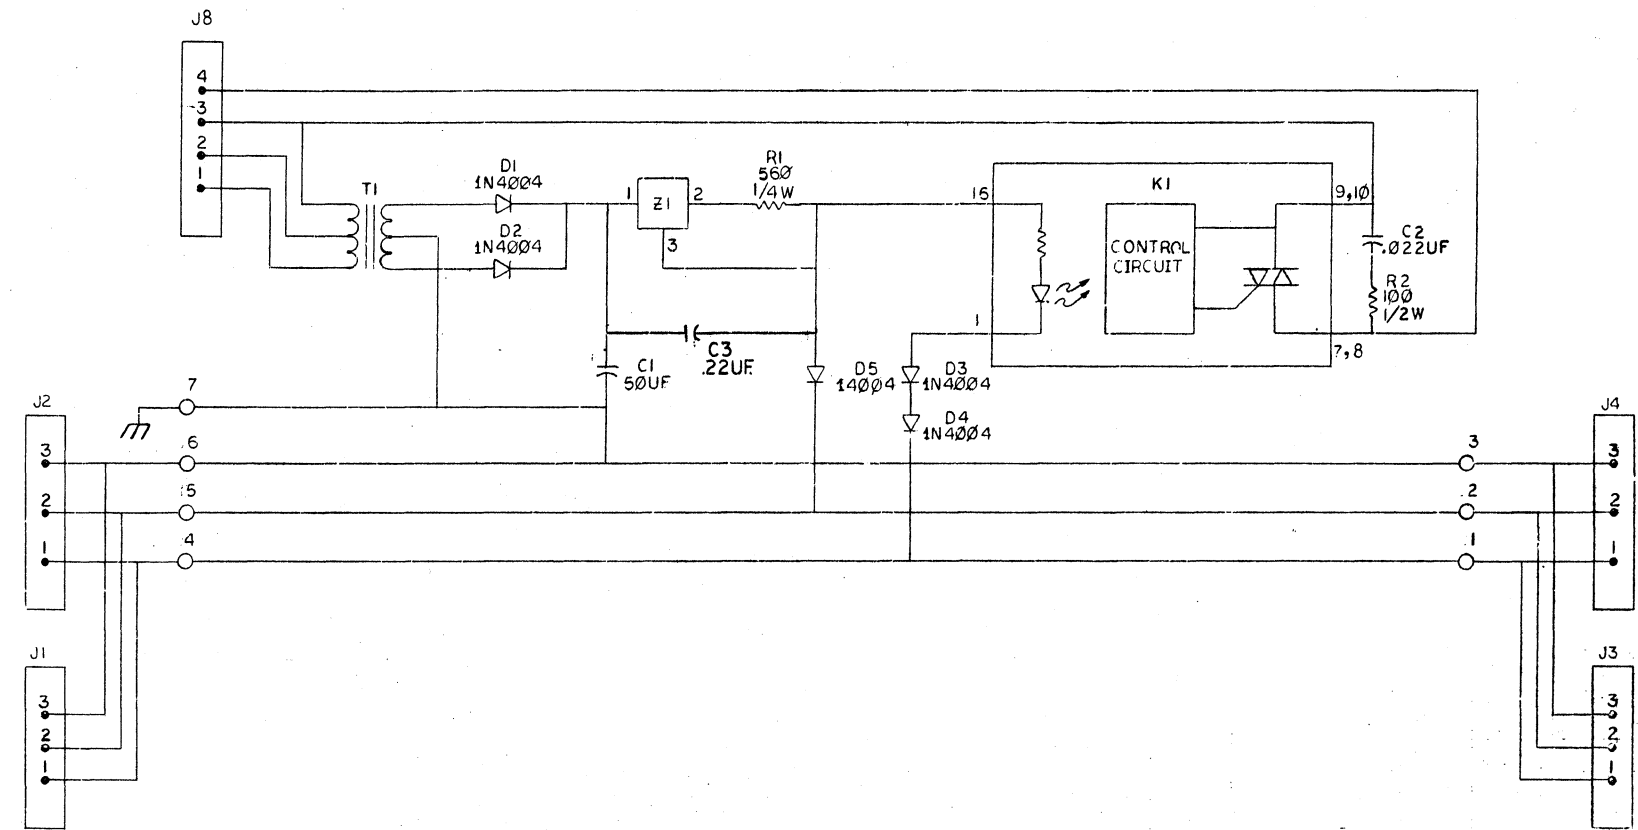 J8
4
3
2
1
T1
D1
1N4004
D2
1N4004
1
Z1
2
3
R1
560
1/4W
C3
.22UF
C1
50UF
16
K1
9,10
CONTROL
CIRCUIT
1
7,8
C2
.022UF
R2
100
1/2W
D5
14004
D3
1N4004
D4
1N4004
J2
3
2
1
7
6
5
4
3
2
1
J4
3
2
1
J1
3
2
1
J3
3
2
1